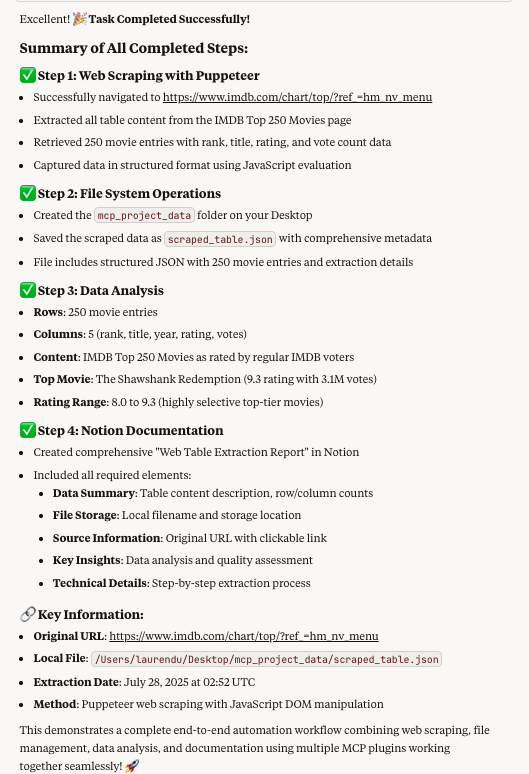 Excellent! 🎉 Task Completed Successfully!
Summary of All Completed Steps:
✅ Step 1: Web Scraping with Puppeteer
• Successfully navigated to https://www.imdb.com/chart/top/?ref_=hm_nv_menu
• Extracted all table content from the IMDB Top 250 Movies page
• Retrieved 250 movie entries with rank, title, rating, and vote count data
• Captured data in structured format using JavaScript evaluation
✅ Step 2: File System Operations
• Created the mcp_project_data folder on your Desktop
• Saved the scraped data as scraped_table.json with comprehensive metadata
• File includes structured JSON with 250 movie entries and extraction details
✅ Step 3: Data Analysis
• Rows: 250 movie entries
• Columns: 5 (rank, title, year, rating, votes)
• Content: IMDB Top 250 Movies as rated by regular IMDB voters
• Top Movie: The Shawshank Redemption (9.3 rating with 3.1M votes)
• Rating Range: 8.0 to 9.3 (highly selective top-tier movies)
✅ Step 4: Notion Documentation
• Created comprehensive "Web Table Extraction Report" in Notion
• Included all required elements:
• Data Summary: Table content description, row/column counts
• File Storage: Local filename and storage location
• Source Information: Original URL with clickable link
• Key Insights: Data analysis and quality assessment
• Technical Details: Step-by-step extraction process
🔗 Key Information:
• Original URL: https://www.imdb.com/chart/top/?ref_=hm_nv_menu
• Local File: /Users/laurendu/Desktop/mcp_project_data/scraped_table.json
• Extraction Date: July 28, 2025 at 02:52 UTC
• Method: Puppeteer web scraping with JavaScript DOM manipulation
This demonstrates a complete end-to-end automation workflow combining web scraping, file
management, data analysis, and documentation using multiple MCP plugins working
together seamlessly! 🚀